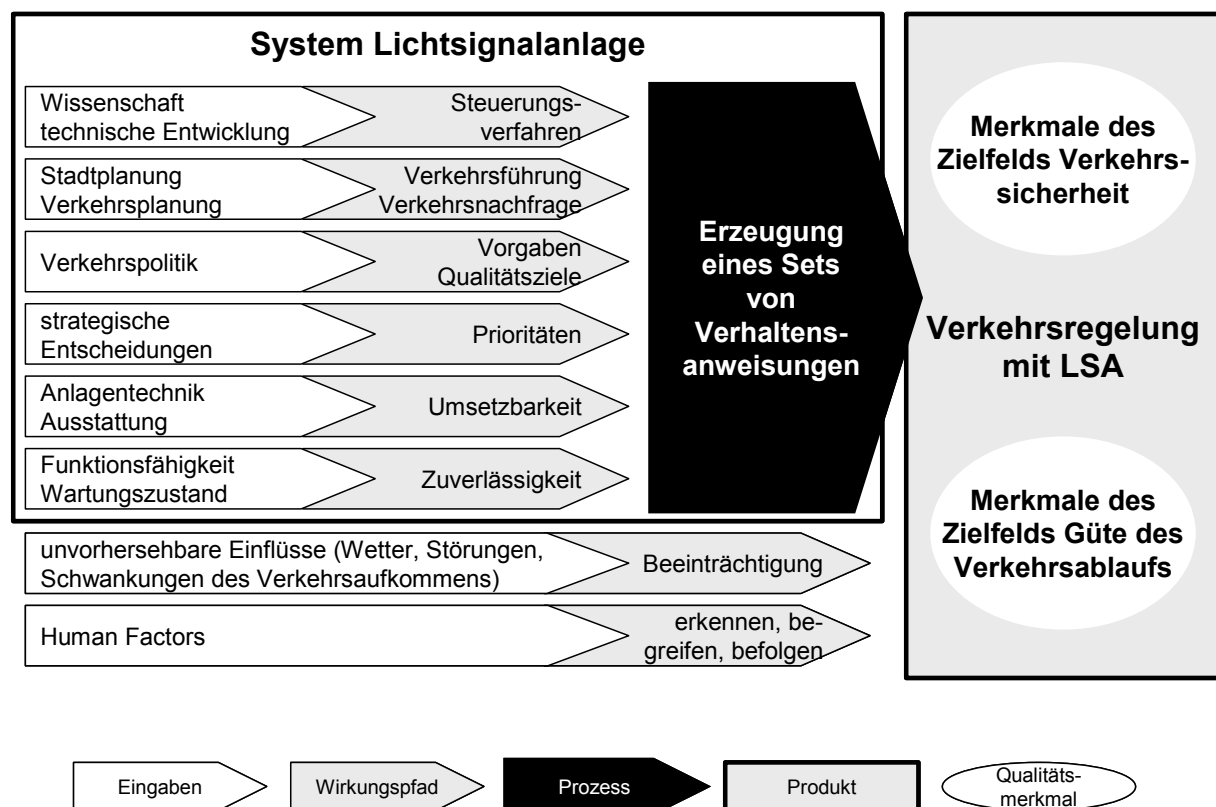 System Lichtsignalanlage
Wissenschaft
technische Entwicklung
Steuerungs-
verfahren
Stadtplanung
Verkehrsplanung
Verkehrsführung
Verkehrsnachfrage
Verkehrspolitik
Vorgaben
Qualitätsziele
strategische
Entscheidungen
Prioritäten
Anlagentechnik
Ausstattung
Umsetzbarkeit
Funktionsfähigkeit
Wartungszustand
Zuverlässigkeit
Erzeugung
eines Sets
von
Verhaltens-
anweisungen
Merkmale des
Zielfelds Verkehrs-
sicherheit
Verkehrsregelung
mit LSA
Merkmale des
Zielfelds Güte des
Verkehrsablaufs
unvorhersehbare Einflüsse (Wetter, Störungen,
Schwankungen des Verkehrsaufkommens)
Beeinträchtigung
Human Factors
erkennen, be-
greifen, befolgen
Eingaben
Wirkungspfad
Prozess
Produkt
Qualitäts-
merkmal